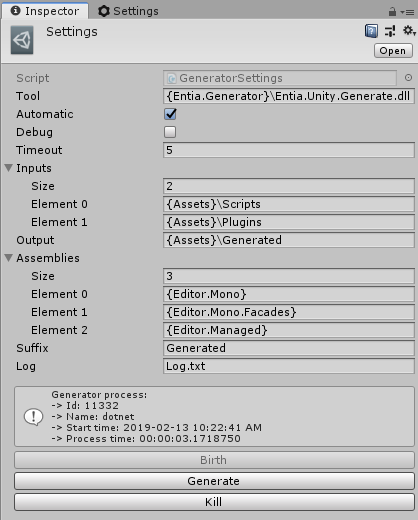 Inspector Settings
Settings
Open
Script GeneratorSettings
Tool {Entia.Generator}\Entia.Unity.Generate.dll
Automatic
Debug
Timeout 5
Inputs
Size 2
Element 0 {Assets}\Scripts
Element 1 {Assets}\Plugins
Output {Assets}\Generated
Assemblies
Size 3
Element 0 {Editor.Mono}
Element 1 {Editor.Mono.Facades}
Element 2 {Editor.Managed}
Suffix Generated
Log Log.txt
Generator process:
-> Id: 11332
-> Name: dotnet
-> Start time: 2019-02-13 10:22:41 AM
-> Process time: 00:00:03.1718750
Birth
Generate
Kill